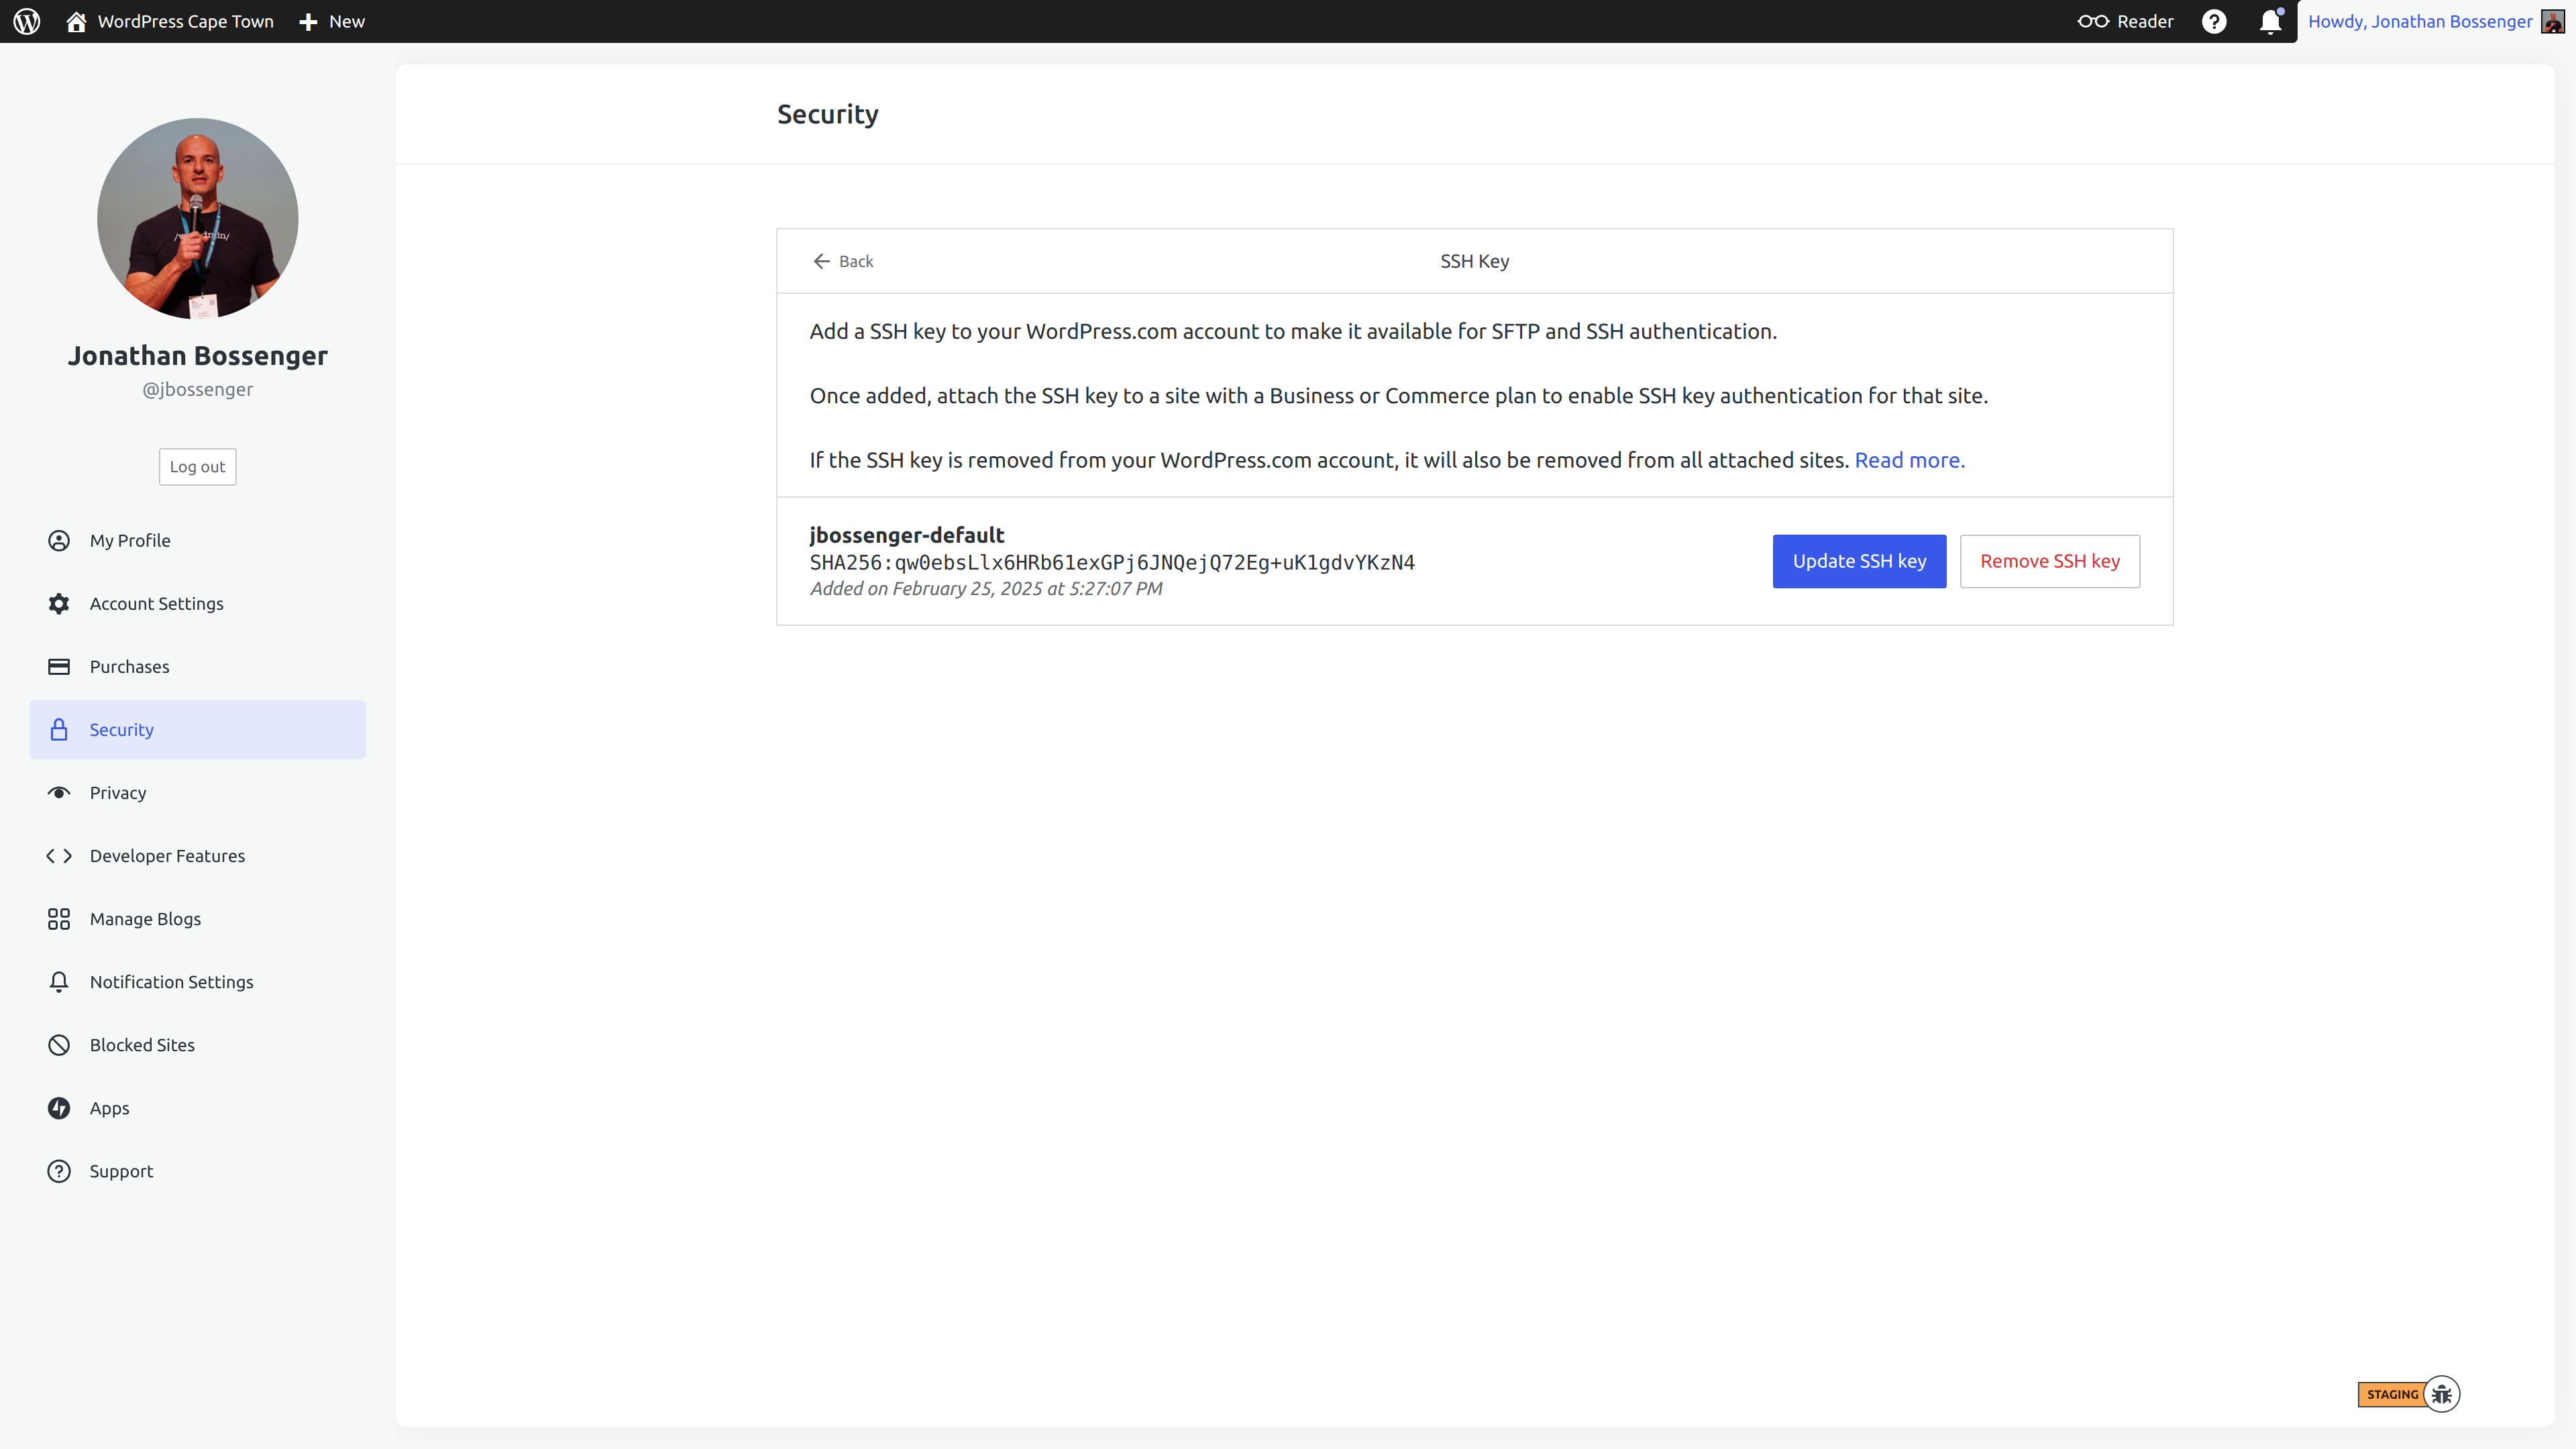 WordPress Cape Town
New
Reader
Howdy, Jonathan Bossenger
Jonathan Bossenger
@jbossenger
Log out
My Profile
Account Settings
Purchases
Security
Privacy
Developer Features
Manage Blogs
Notification Settings
Blocked Sites
Apps
Support
Security
Back
SSH Key
Add a SSH key to your WordPress.com account to make it available for SFTP and SSH authentication.
Once added, attach the SSH key to a site with a Business or Commerce plan to enable SSH key authentication for that site.
If the SSH key is removed from your WordPress.com account, it will also be removed from all attached sites. Read more.
jbossenger-default
SHA256:qw0ebsLlx6HRb61exGPj6JNQejQ72Eg+uK1gdvYKzN4
Added on February 25, 2025 at 5:27:07 PM
Update SSH key
Remove SSH key
STAGING